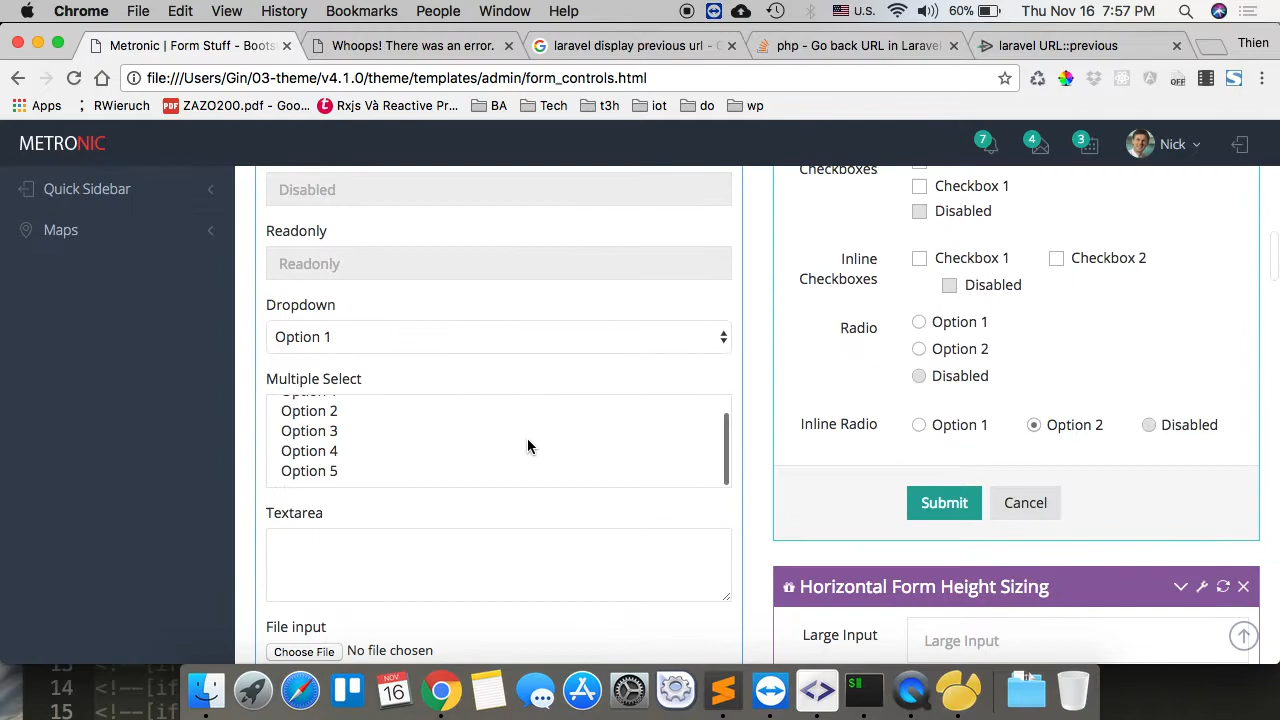 Chrome File Edit View History Bookmarks People Window Help U.S. 60% Thu Nov 16 7:57 PM
Metronic | Form Stuff - Boots Whoops! There was an error. laravel display previous url - G php - Go back URL in Laravel laravel URL::previous Thien
file:///Users/Gin/O3-theme/v4.1.0/theme/templates/admin/form_controls.html OFF
Apps RWieruch ZAZO200.pdf - Goo... Rxjs Và Reactive Pr... BA Tech t3h iot do wp
METRONIC 7 4 3 Nick
Quick Sidebar
Maps
Disabled
Readonly
Readonly
Dropdown
Option 1
Multiple Select
Option 2
Option 3
Option 4
Option 5
Textarea
File input
Choose File No file chosen
Checkboxes
Checkbox 1
Disabled
Inline Checkbox 1 Checkbox 2
Checkboxes Disabled
Radio Option 1
Option 2
Disabled
Inline Radio Option 1 Option 2 Disabled
Submit Cancel
Horizontal Form Height Sizing
Large Input Large Input
14 <!--[if
15 <!--[if
NOV
16